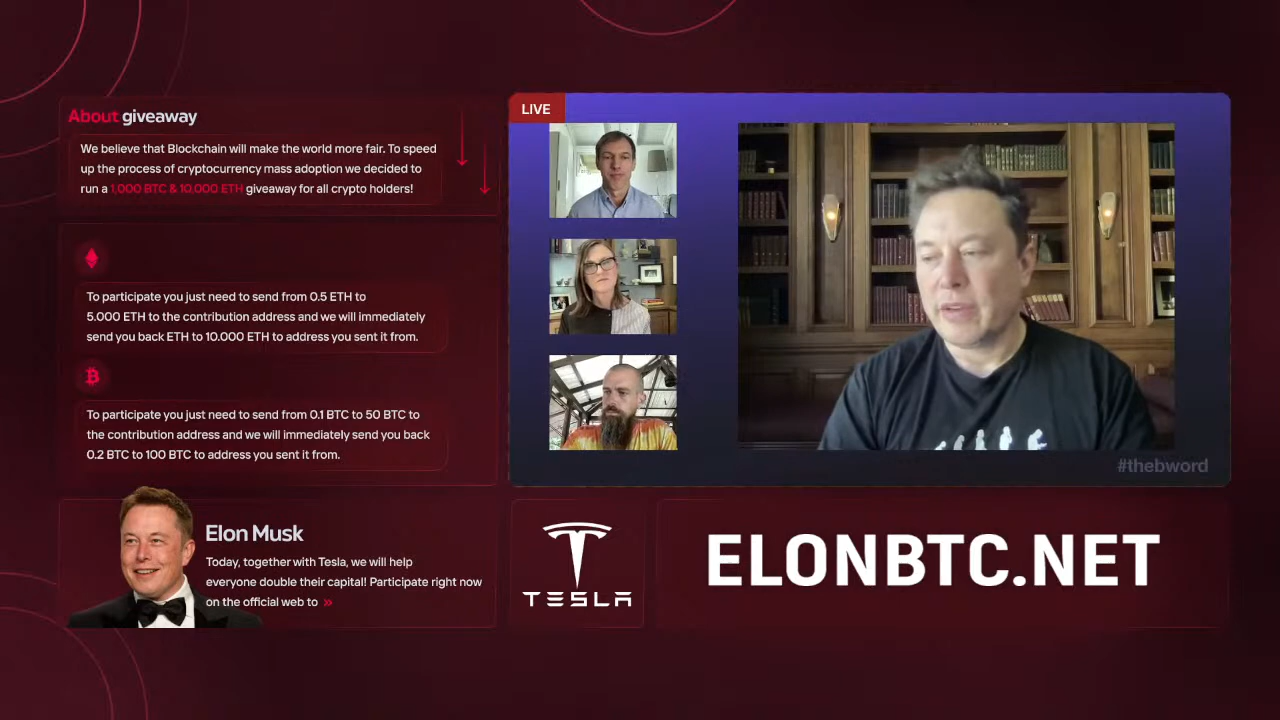 About giveaway
We believe that Blockchain will make the world more fair. To speed
up the process of cryptocurrency mass adoption we decided to
run a 1,000 BTC & 10,000 ETH giveaway for all crypto holders!
To participate you just need to send from 0.5 ETH to
5.000 ETH to the contribution address and we will immediately
send you back ETH to 10.000 ETH to address you sent it from.
To participate you just need to send from 0.1 BTC to 50 BTC to
the contribution address and we will immediately send you back
0.2 BTC to 100 BTC to address you sent it from.
Elon Musk
Today, together with Tesla, we will help
everyone double their capital! Participate right now
on the official web to »
LIVE
#thebword
TESLA
ELONBTC.NET